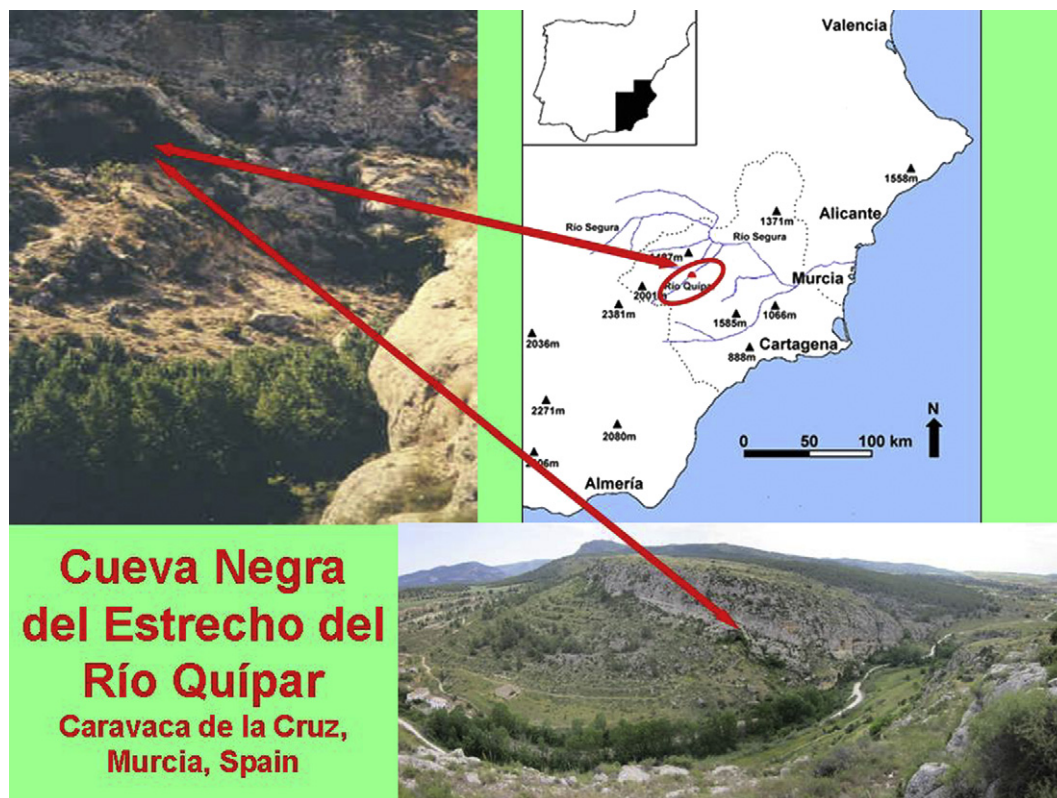 Valencia
1558m
Alicante
1371m
Río Segura
Río Segura
Murcia
Río Quípar
2001m
2381m
1585m
1066m
2036m
Cartagena
888m
2271m
N
2080m
0 50 100 km
Almería
Cueva Negra
del Estrecho del
Río Quípar
Caravaca de la Cruz,
Murcia, Spain